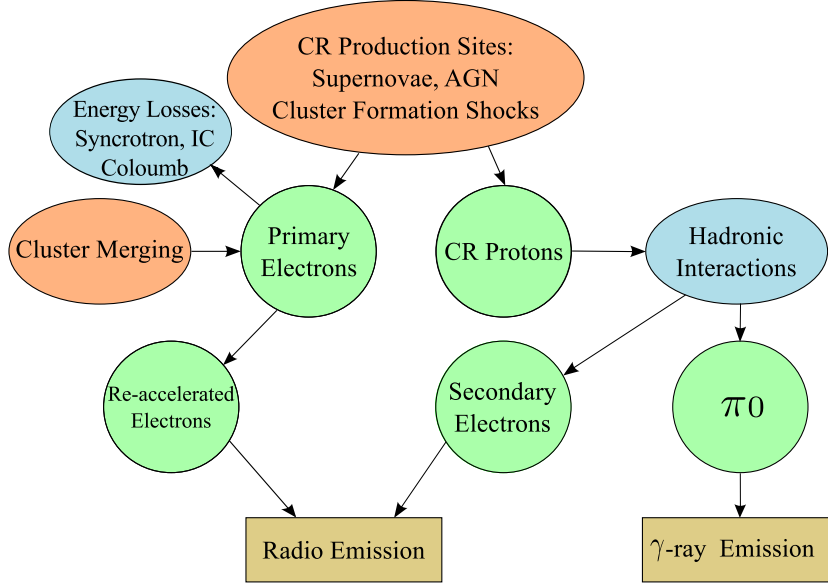 CR Production Sites:
Supernovae, AGN
Cluster Formation Shocks
Energy Losses:
Syncrotron, IC
Coloumb
Cluster Merging
Primary
Electrons
CR Protons
Hadronic
Interactions
Re-accelerated
Electrons
Secondary
Electrons
π0
Radio Emission
γ-ray Emission